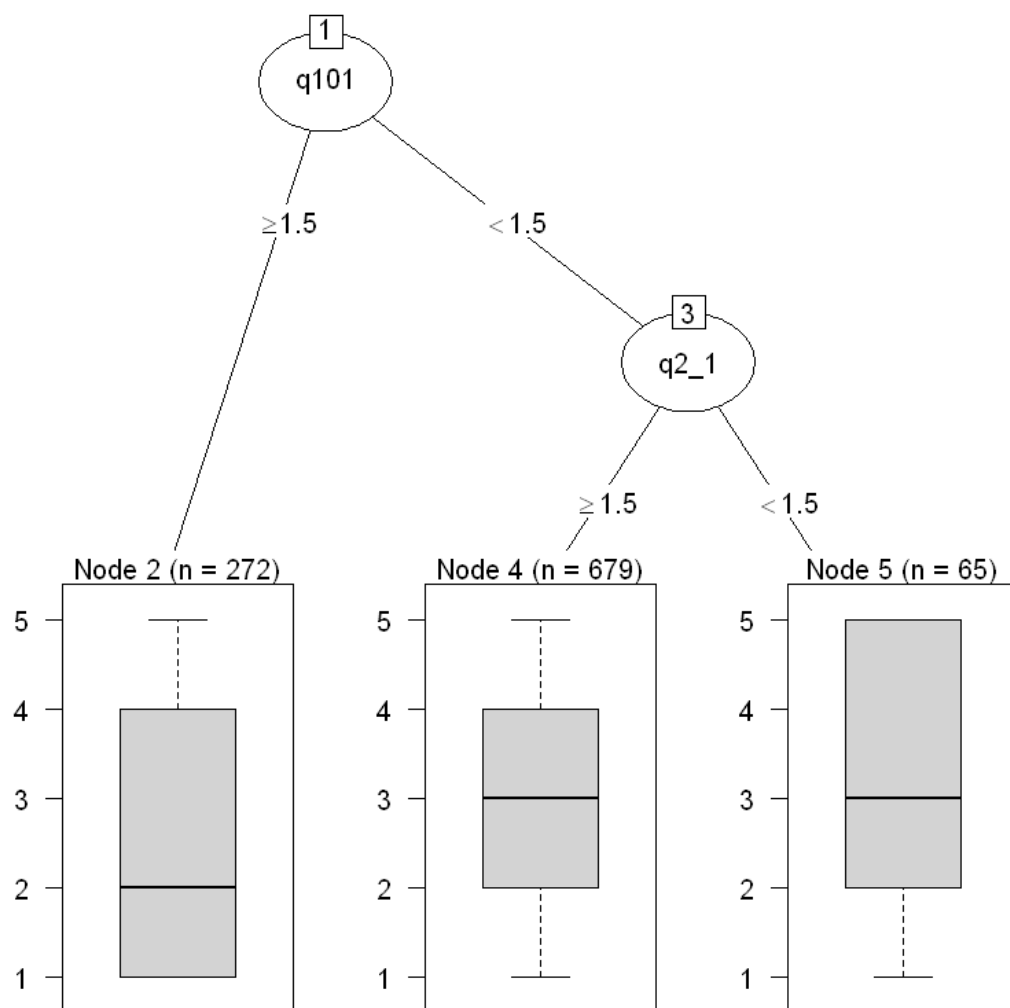 1
q101
≥1.5 < 1.5
3
q2_1
≥ 1.5 < 1.5
Node 2 (n = 272) Node 4 (n = 679) Node 5 (n = 65)
5 5 5
4 4 4
3 3 3
2 2 2
1 1 1